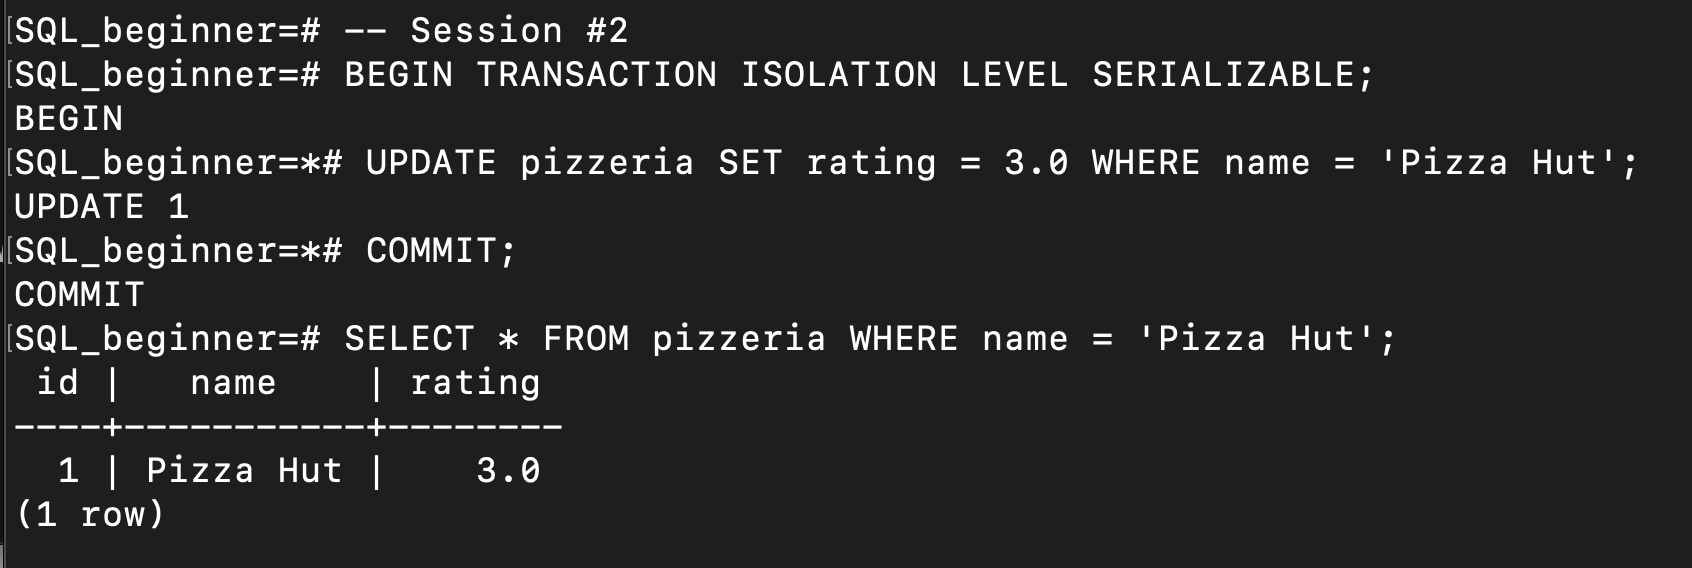 SQL_beginner=# -- Session #2
SQL_beginner=# BEGIN TRANSACTION ISOLATION LEVEL SERIALIZABLE;
BEGIN
SQL_beginner=*# UPDATE pizzeria SET rating = 3.0 WHERE name = 'Pizza Hut';
UPDATE 1
SQL_beginner=*# COMMIT;
COMMIT
SQL_beginner=# SELECT * FROM pizzeria WHERE name = 'Pizza Hut';
 id |   name    | rating
----+-----------+--------
  1 | Pizza Hut |    3.0
(1 row)